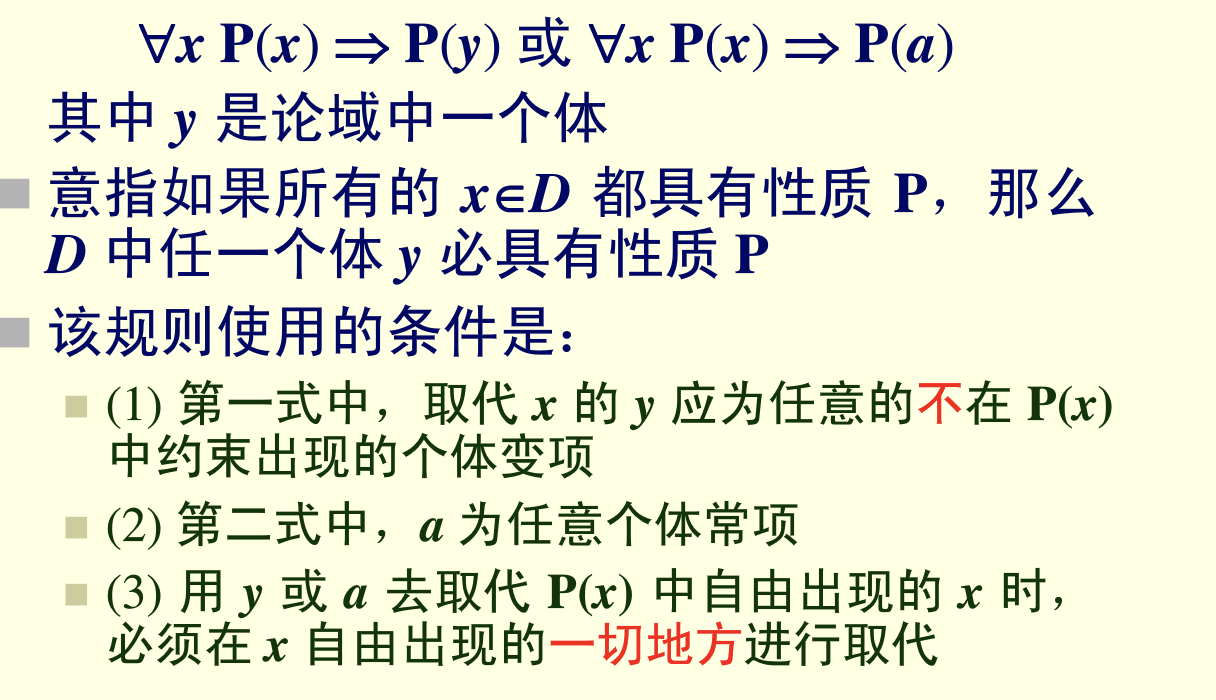 ∀x P(x) ⇒ P(y) 或 ∀x P(x) ⇒ P(a)
其中 y 是论域中一个体
意指如果所有的 x∈D 都具有性质 P，那么
D 中任一个体 y 必具有性质 P
该规则使用的条件是：
(1) 第一式中，取代 x 的 y 应为任意的不在 P(x)
中约束出现的个体变项
(2) 第二式中，a 为任意个体常项
(3) 用 y 或 a 去取代 P(x) 中自由出现的 x 时，
必须在 x 自由出现的一切地方进行取代